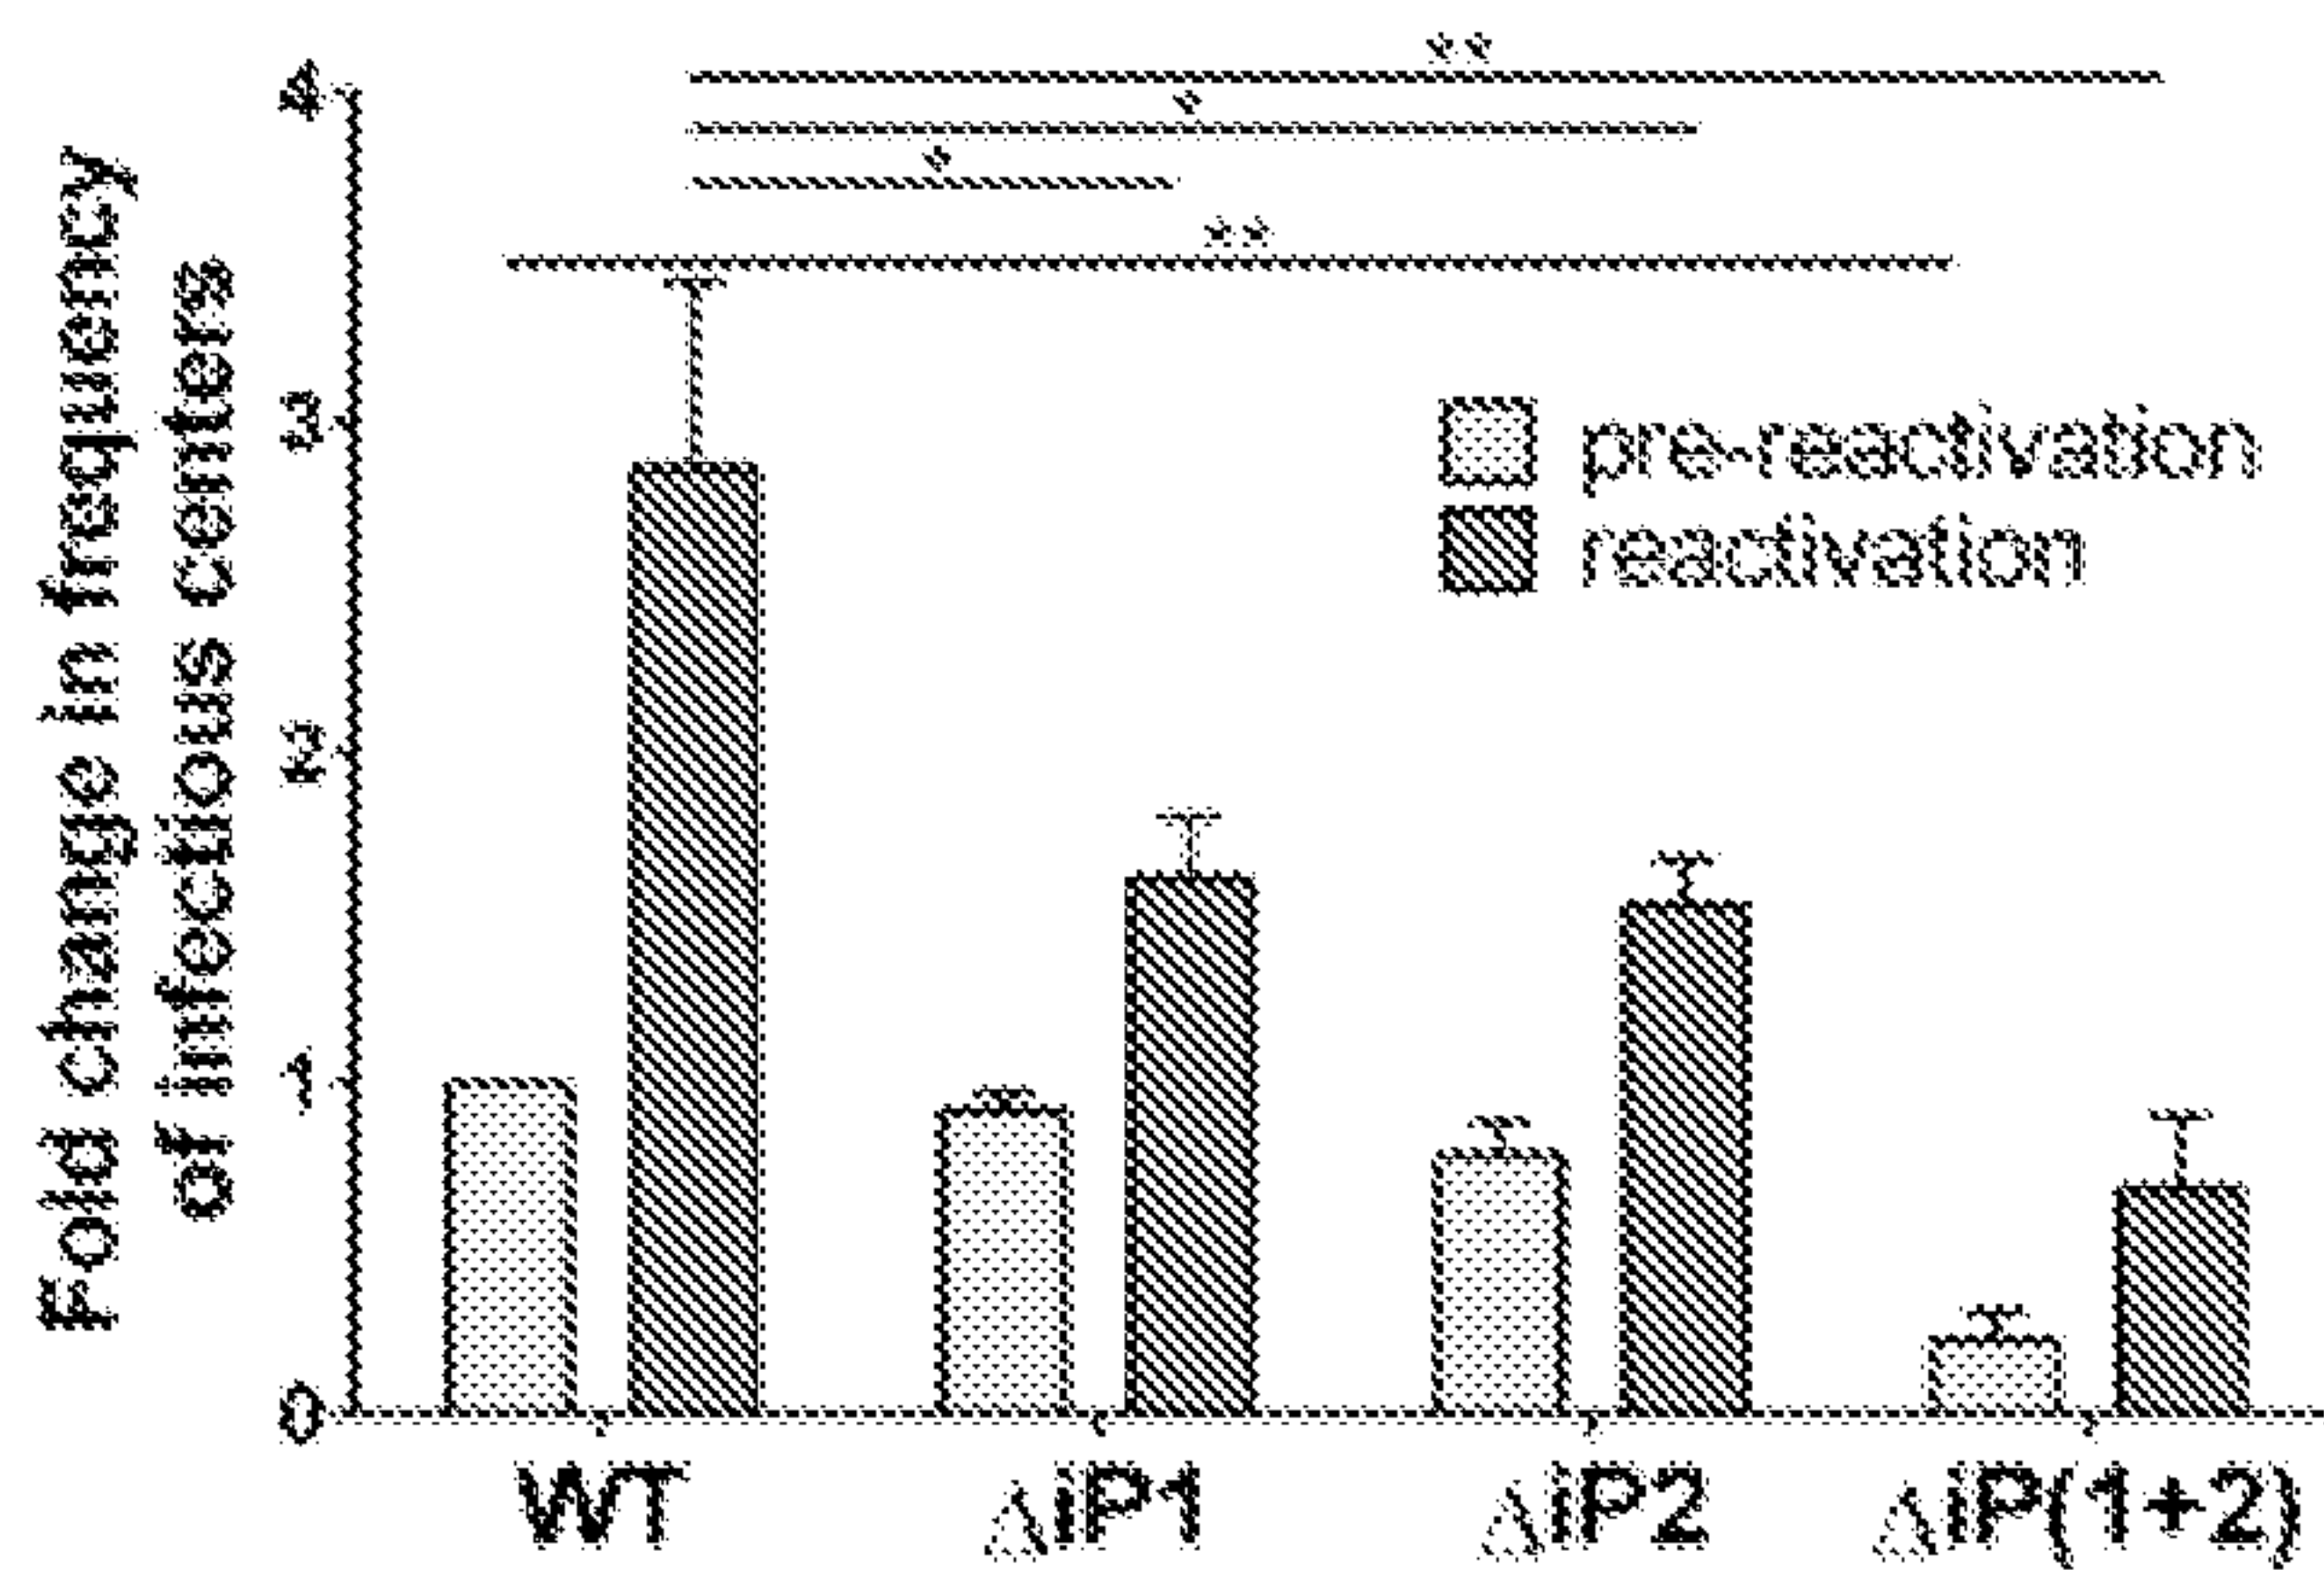 Fold change in frequency
of infectious centers
4
3
2
1
0
**
*
*
**
pre-reactivation
reactivation
WT
ΔiP1
ΔiP2
ΔiP(1+2)